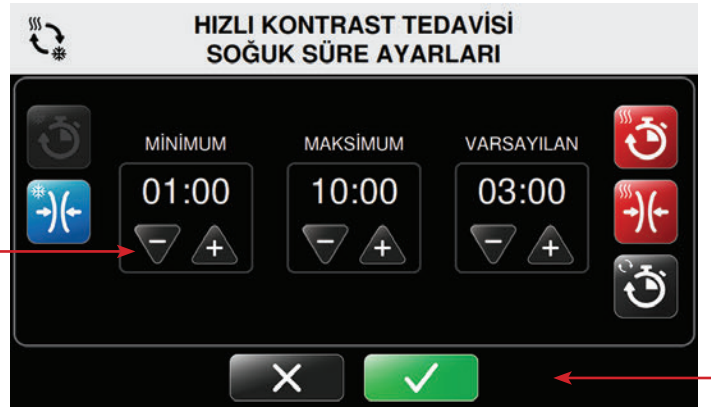 HIZLI KONTRAST TEDAVİSİ
SOĞUK SÜRE AYARLARI
MİNİMUM MAKSİMUM VARSAYILAN
01:00 10:00 03:00